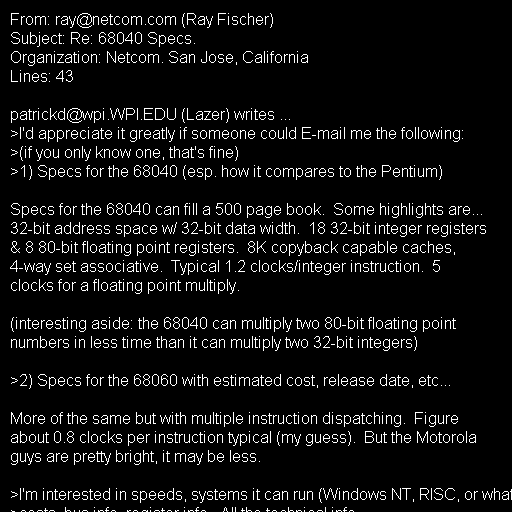 From: ray@netcom.com (Ray Fischer)
Subject: Re: 68040 Specs.
Organization: Netcom. San Jose, California
Lines: 43

patrickd@wpi.WPI.EDU (Lazer) writes ...
>I'd appreciate it greatly if someone could E-mail me the following:
>(if you only know one, that's fine)
>1) Specs for the 68040 (esp. how it compares to the Pentium)

Specs for the 68040 can fill a 500 page book.  Some highlights are...
32-bit address space w/ 32-bit data width.  18 32-bit integer registers
& 8 80-bit floating point registers.  8K copyback capable caches,
4-way set associative.  Typical 1.2 clocks/integer instruction.  5
clocks for a floating point multiply.

(interesting aside: the 68040 can multiply two 80-bit floating point
numbers in less time than it can multiply two 32-bit integers)

>2) Specs for the 68060 with estimated cost, release date, etc...

More of the same but with multiple instruction dispatching.  Figure
about 0.8 clocks per instruction typical (my guess).  But the Motorola
guys are pretty bright, it may be less.

>I'm interested in speeds, systems it can run (Windows NT, RISC, or what
>costs, bus info, register info.  All the technical info.